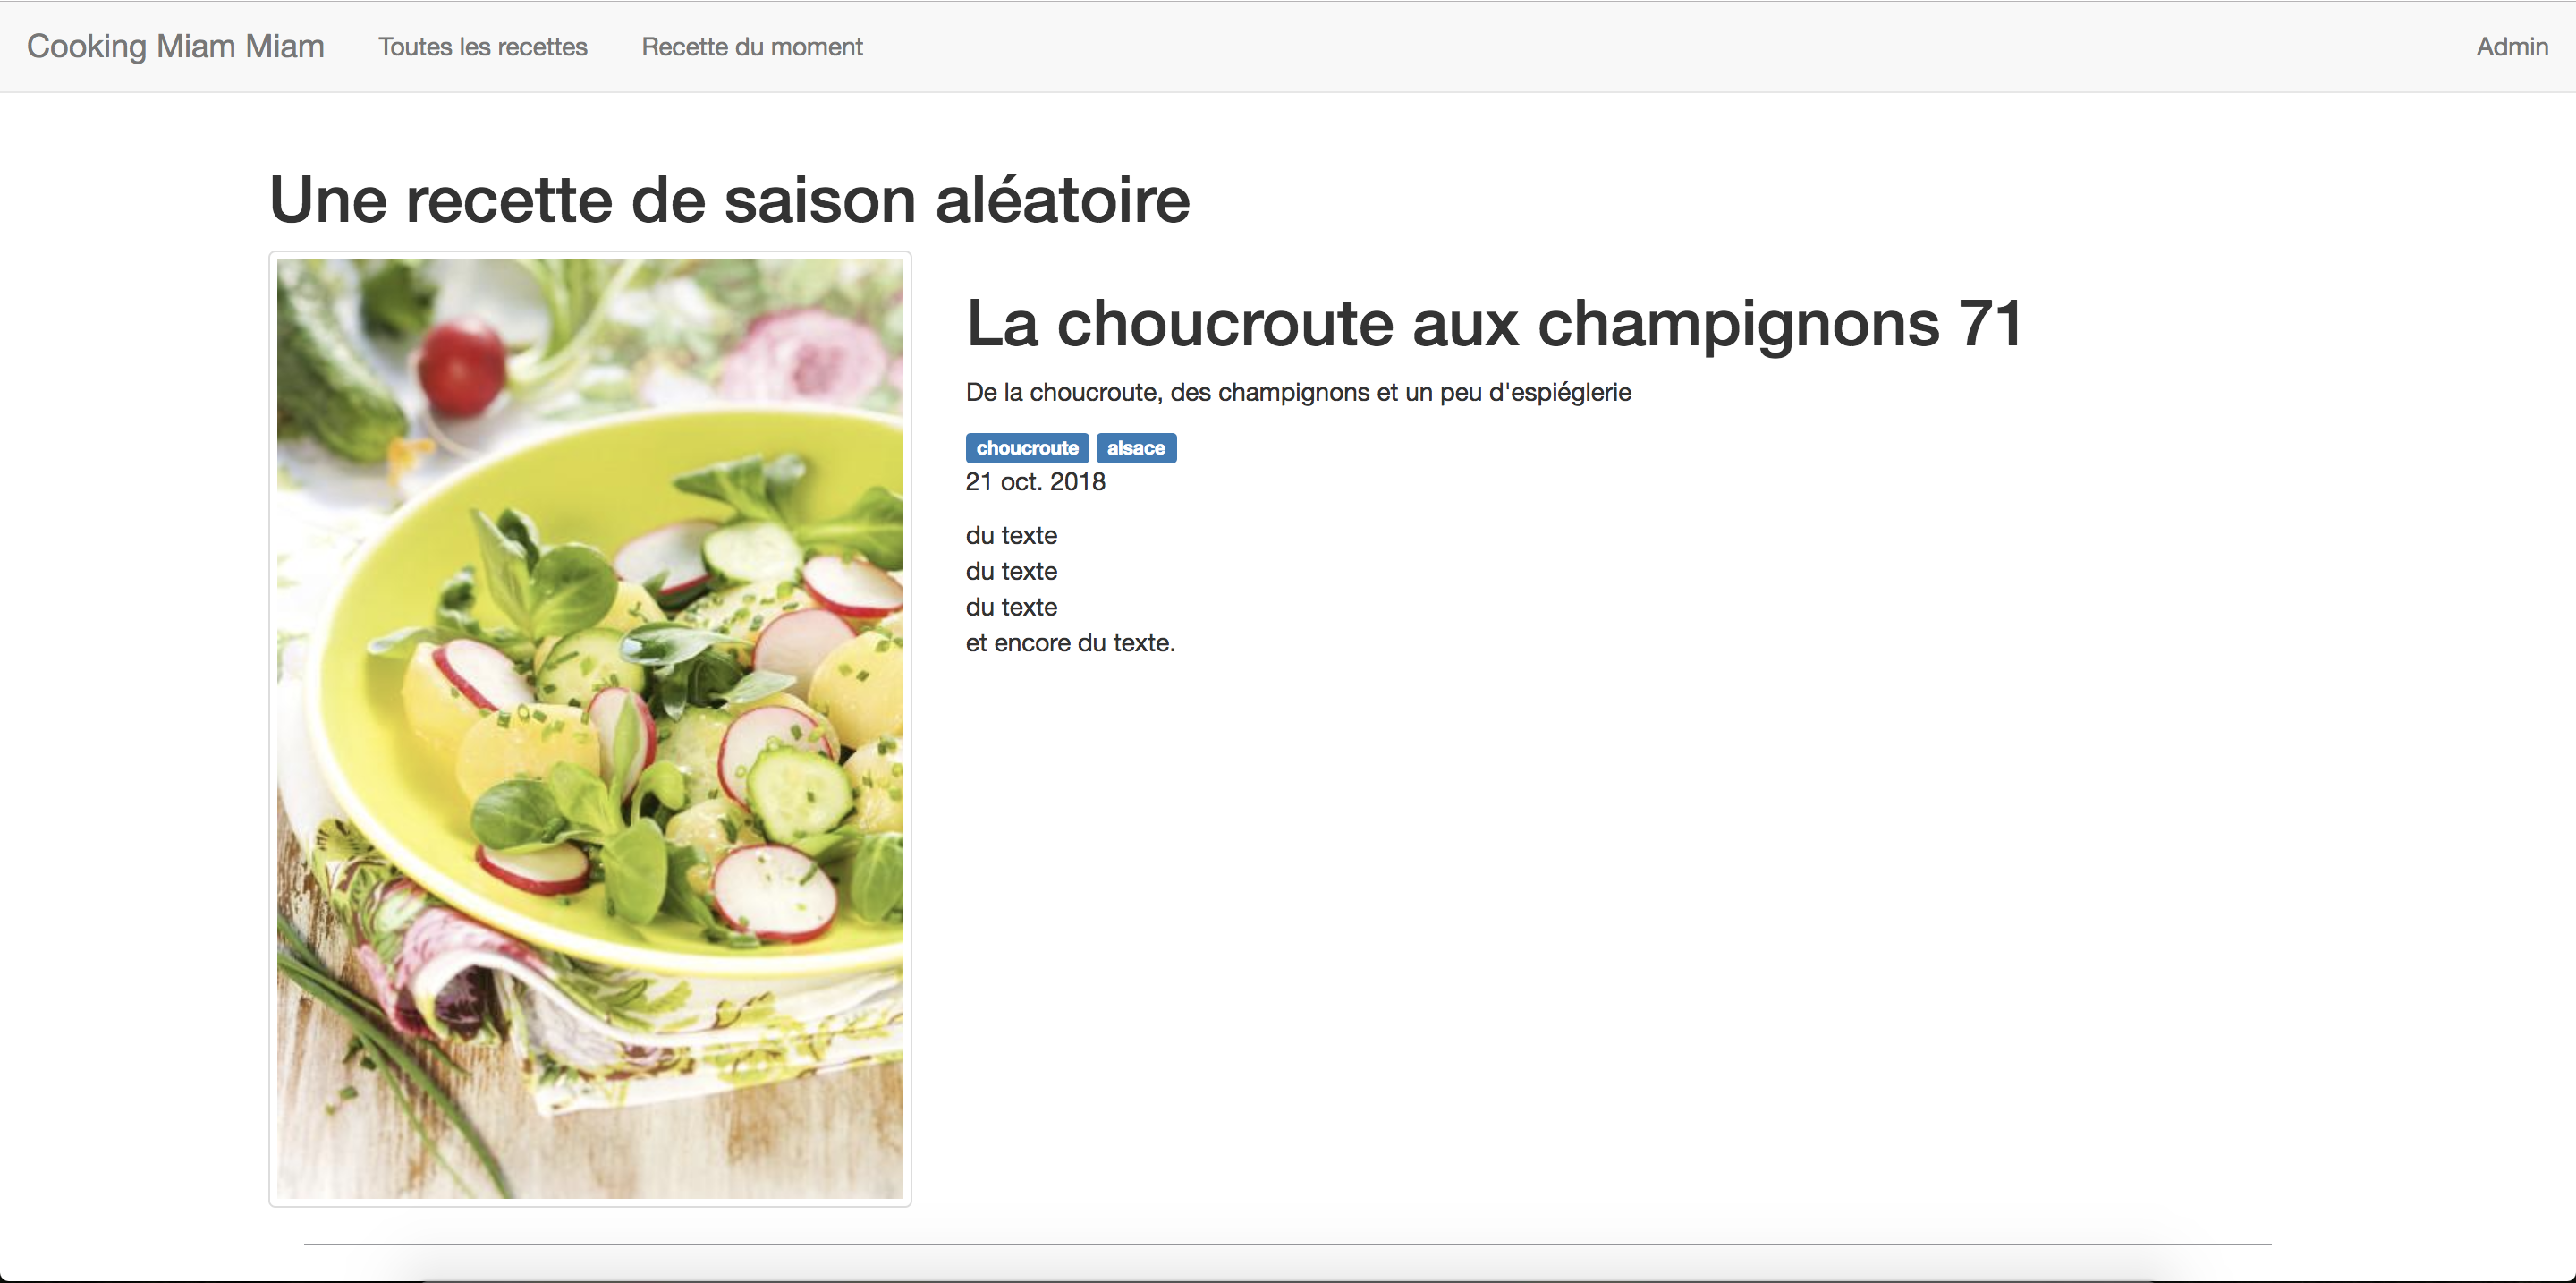 Cooking Miam Miam Toutes les recettes Recette du moment Admin
Une recette de saison aléatoire
La choucroute aux champignons 71
De la choucroute, des champignons et un peu d'espiéglerie
choucroute alsace
21 oct. 2018
du texte
du texte
du texte
et encore du texte.